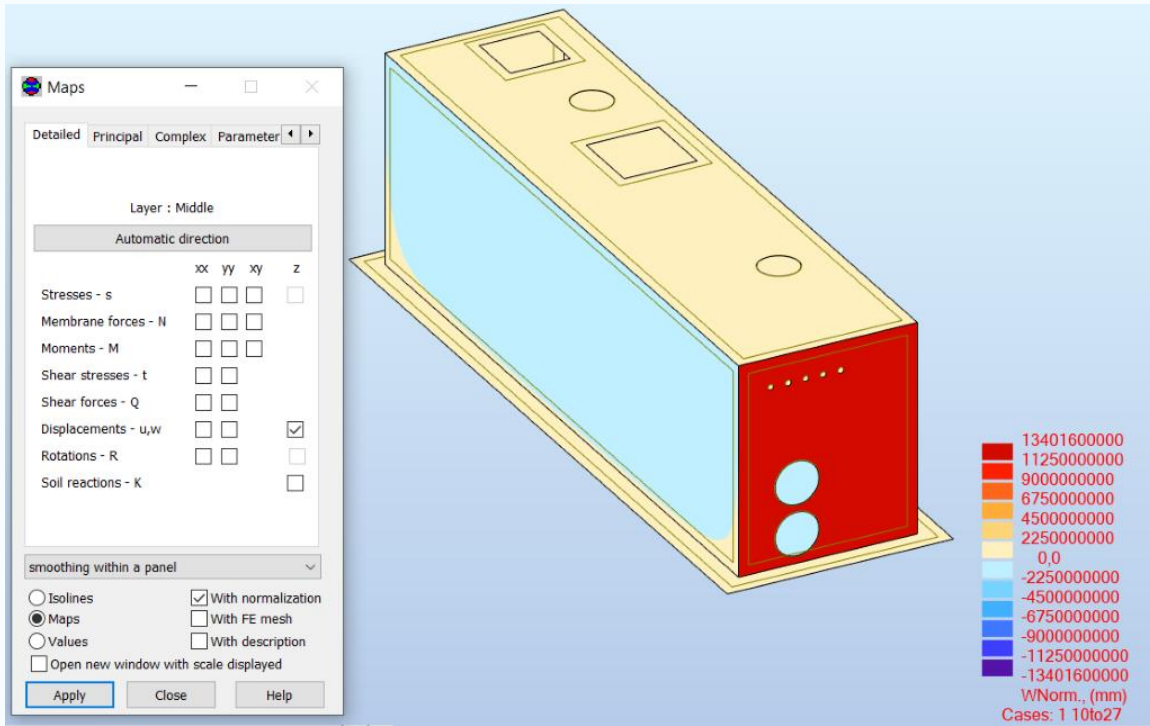 Maps
Detailed Principal Complex Parameter
Layer : Middle
Automatic direction
xx yy xy z
Stresses - s
Membrane forces - N
Moments - M
Shear stresses - t
Shear forces - Q
Displacements - u,w
Rotations - R
Soil reactions - K
smoothing within a panel
Isolines With normalization
Maps With FE mesh
Values With description
Open new window with scale displayed
Apply Close Help
13401600000
11250000000
9000000000
6750000000
4500000000
2250000000
0,0
-2250000000
-4500000000
-6750000000
-9000000000
-11250000000
-13401600000
WNorm., (mm)
Cases: 1 10to27